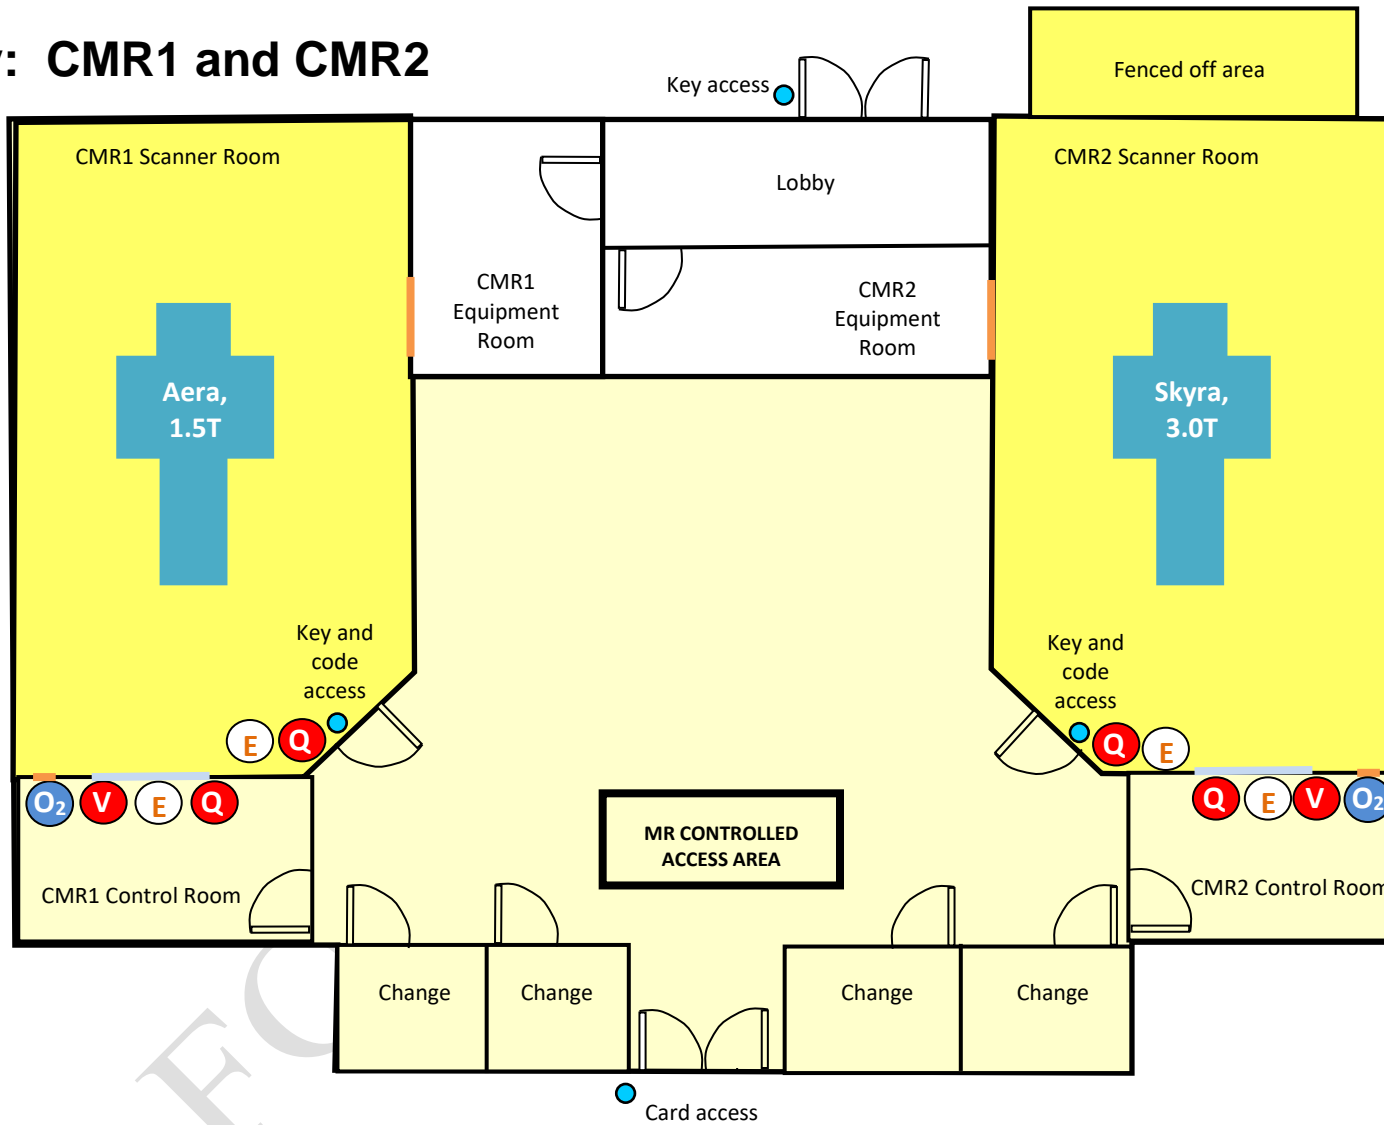 y: CMR1 and CMR2
Key access
Fenced off area
CMR1 Scanner Room
CMR2 Scanner Room
Lobby
CMR1
Equipment
Room
CMR2
Equipment
Room
Aera,
1.5T
Skyra,
3.0T
Key and
code
access
Key and
code
access
E
Q
Q
E
O2
V
E
Q
Q
E
V
O2
MR CONTROLLED
ACCESS AREA
CMR1 Control Room
CMR2 Control Room
Change
Change
Change
Change
Card access
FO